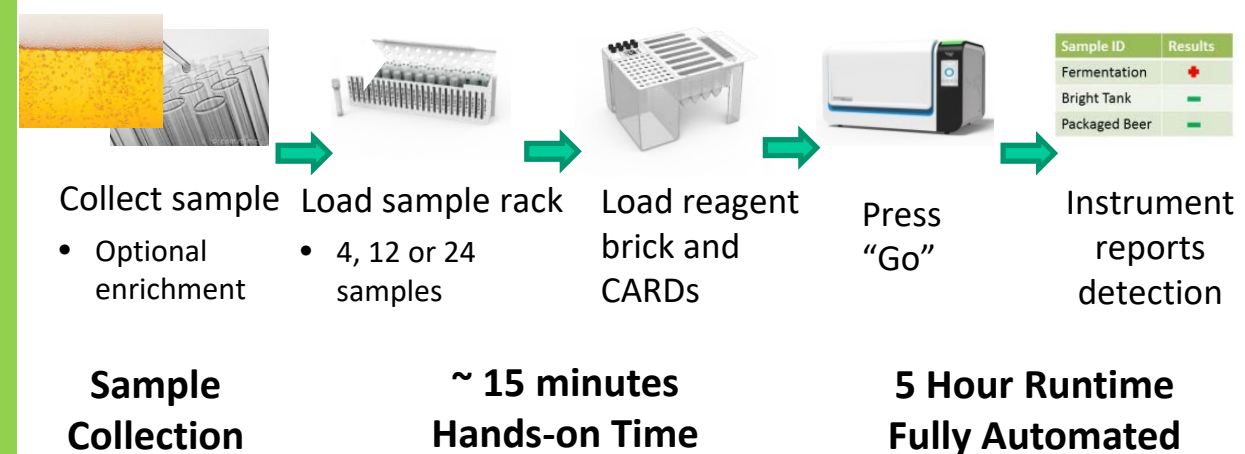 Sample ID Results
Fermentation
Bright Tank
Packaged Beer
Collect sample
• Optional
enrichment
Load sample rack
• 4, 12 or 24
samples
Load reagent
brick and
CARDs
Press
“Go”
Instrument
reports
detection
Sample
Collection
~ 15 minutes
Hands-on Time
5 Hour Runtime
Fully Automated